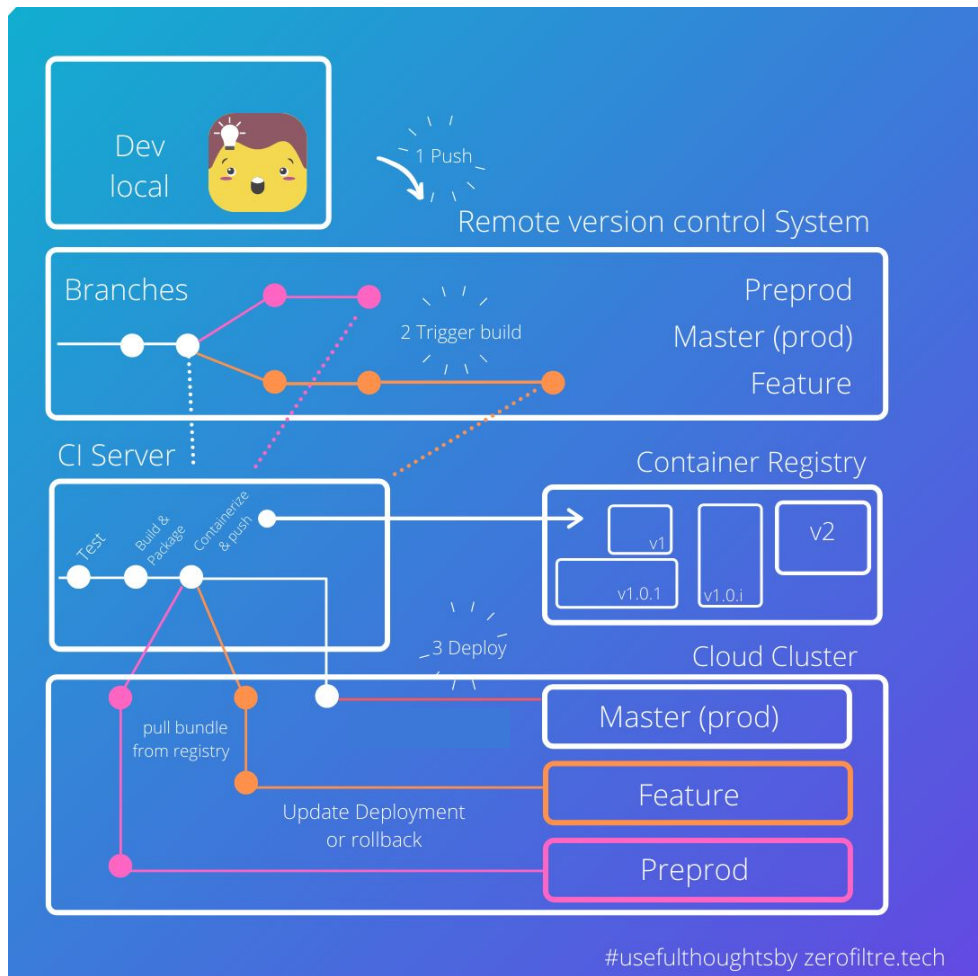 Dev
local
1 Push
Remote version control System
Branches
Preprod
2 Trigger build
Master (prod)
Feature
CI Server
Container Registry
Test
Build &
Package
Containerize
& push
v1
v2
v1.0.1
v1.0.i
3 Deploy
Cloud Cluster
Master (prod)
pull bundle
from registry
Feature
Update Deployment
or rollback
Preprod
#usefulthoughtsby zerofiltre.tech